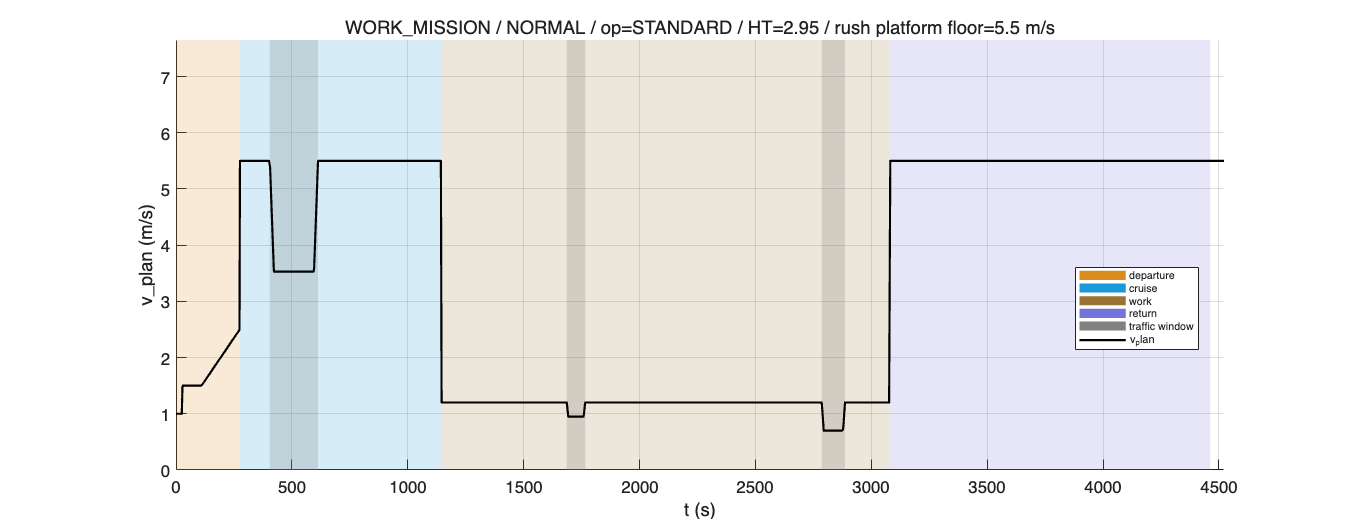 WORK_MISSION / NORMAL / op=STANDARD / HT=2.95 / rush platform floor=5.5 m/s
v_plan (m/s)
7
6
5
4
3
2
1
0
0 500 1000 1500 2000 2500 3000 3500 4000 4500
t (s)
departure
cruise
work
return
traffic window
v_plan